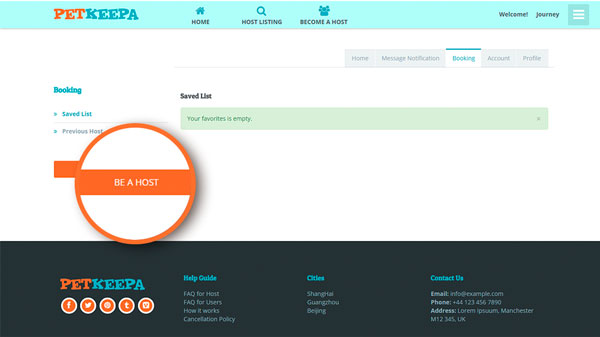 PETKEEPA
HOME
HOST LISTING
BECOME A HOST
Welcome! Journey
Home
Message Notification
Booking
Account
Profile
Booking
» Saved List
» Previous Host
BE A HOST
Saved List
Your favorites is empty.
×
PETKEEPA
Help Guide
FAQ for Host
FAQ for Users
How it works
Cancellation Policy
Cities
ShangHai
Guangzhou
Beijing
Contact Us
Email: info@example.com
Phone: +44 123 456 7890
Address: Lorem Ipsuum, Manchester
M12 345, UK